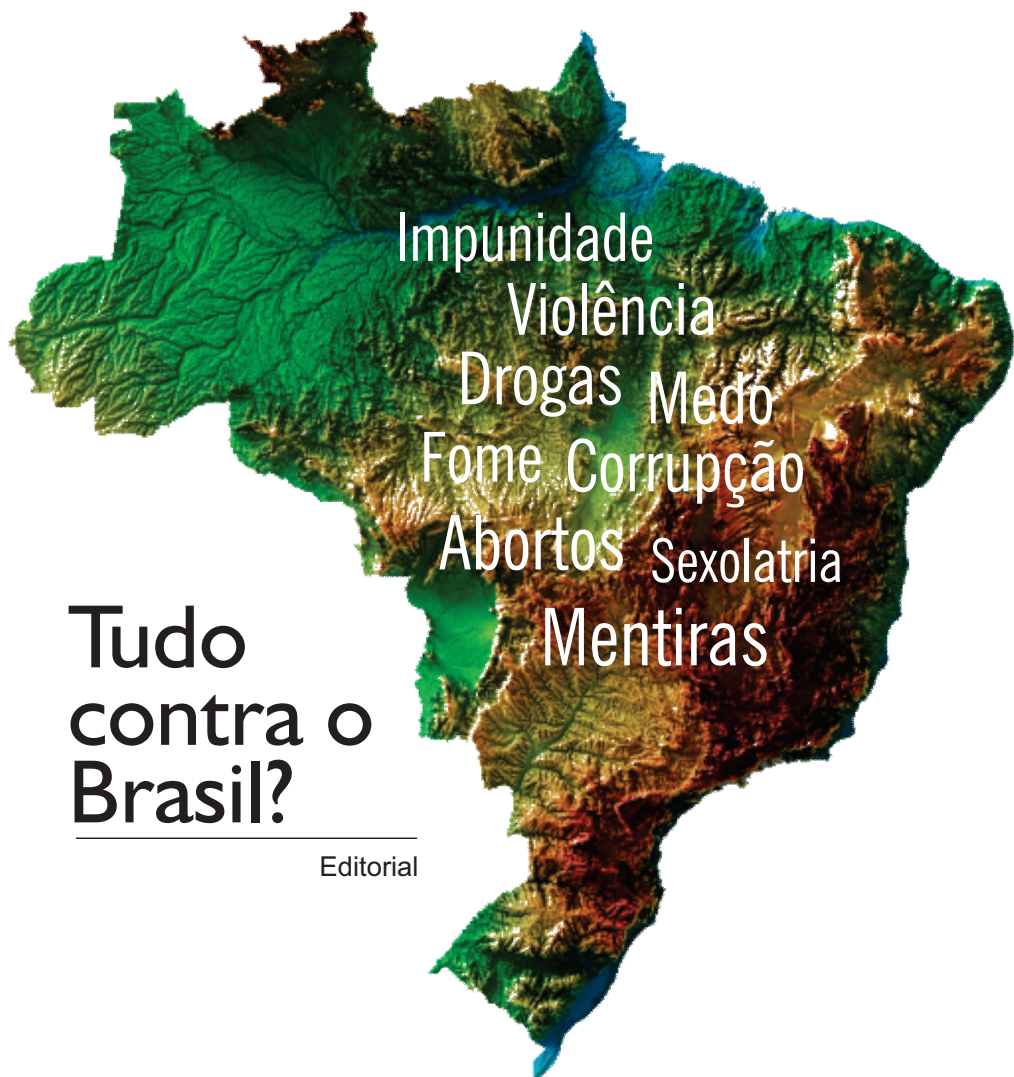 Impunidade
Violência
Drogas Medo
Fome Corrupção
Abortos Sexolatria
Mentiras
Tudo
contra o
Brasil?
Editorial